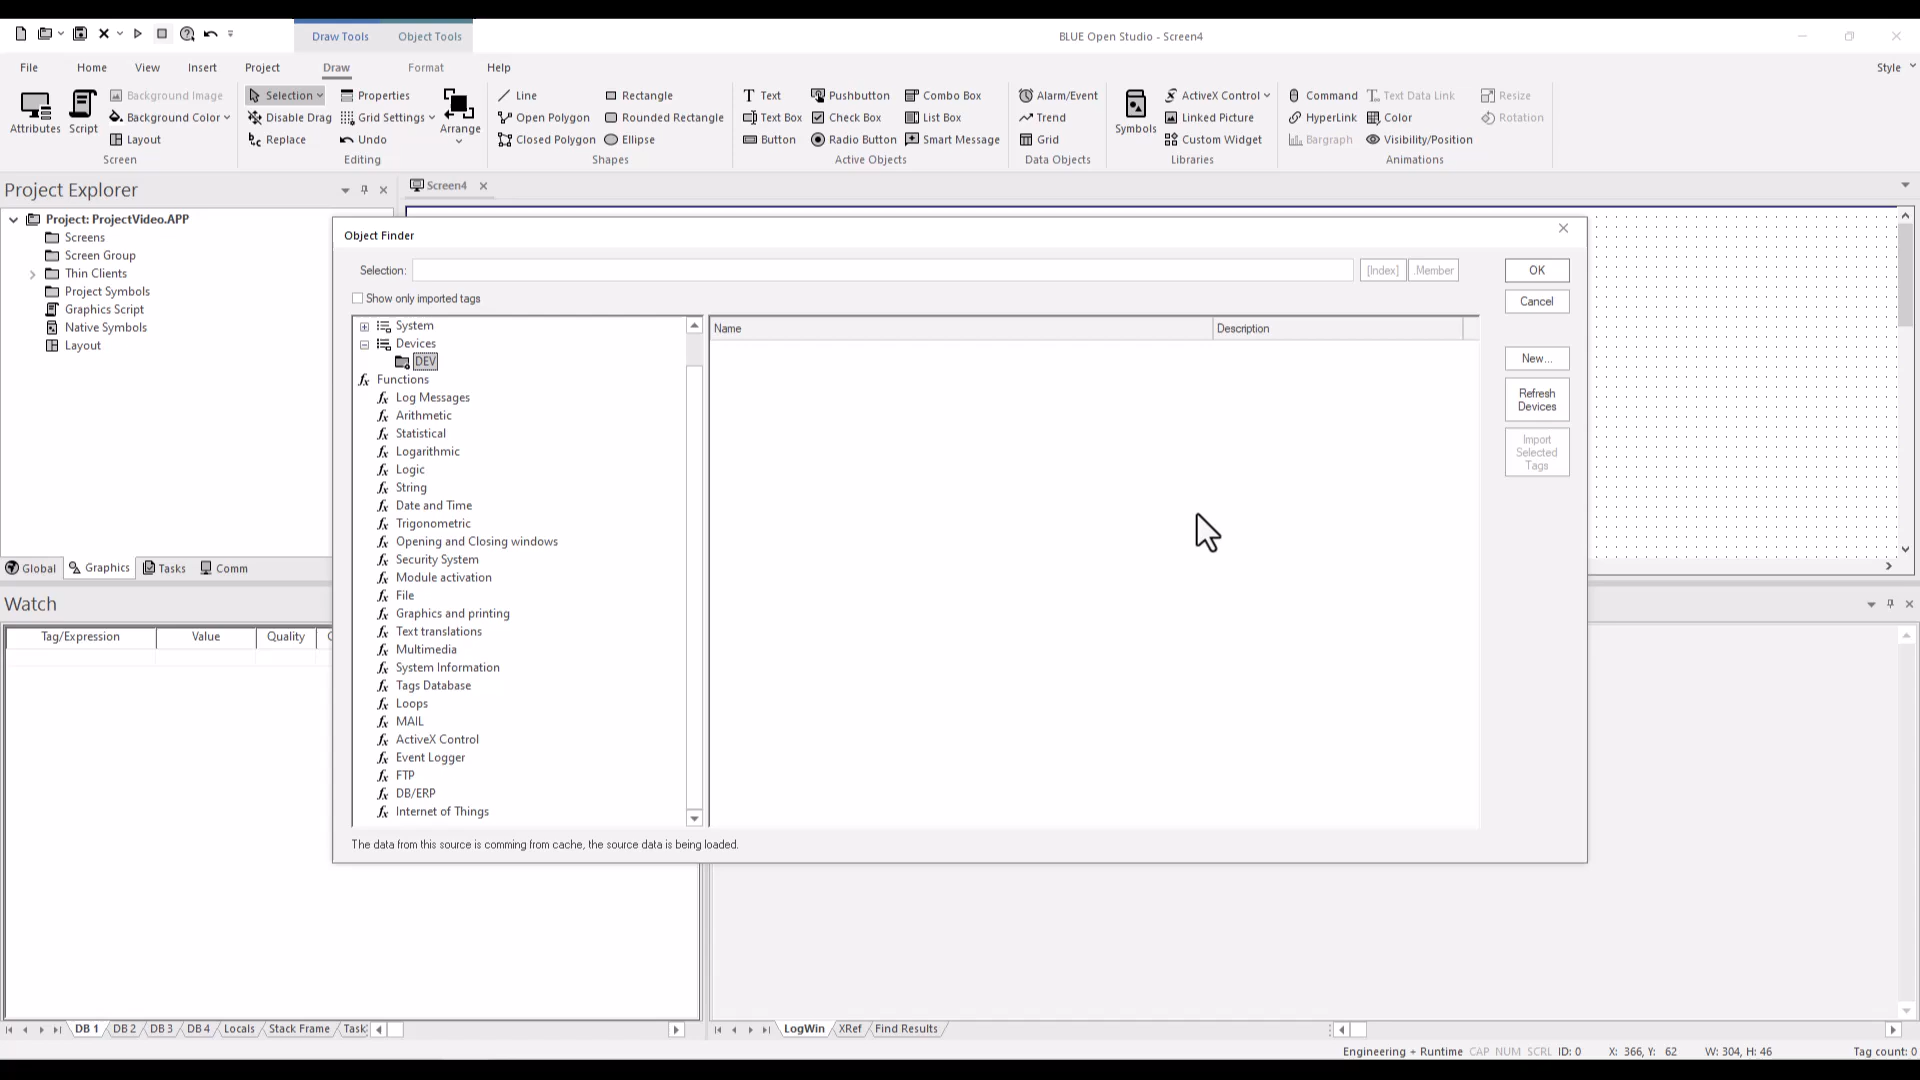 Draw Tools
Object Tools
BLUE Open Studio - Screen4
File
Home
View
Insert
Project
Draw
Format
Help
Style
Attributes
Script
Background Image
Background Color
Layout
Screen
Selection
Disable Drag
Replace
Properties
Grid Settings
Undo
Arrange
Editing
Line
Open Polygon
Closed Polygon
Rectangle
Rounded Rectangle
Ellipse
Shapes
Text
Text Box
Button
Pushbutton
Check Box
Radio Button
Combo Box
List Box
Smart Message
Active Objects
Alarm/Event
Trend
Grid
Data Objects
Symbols
ActiveX Control
Linked Picture
Custom Widget
Libraries
Command
HyperLink
Bargraph
Text Data Link
Color
Visibility/Position
Resize
Rotation
Animations
Project Explorer
Screen4
Project: ProjectVideo.APP
Screens
Screen Group
Thin Clients
Project Symbols
Graphics Script
Native Symbols
Layout
Global
Graphics
Tasks
Comm
Object Finder
Selection:
[Index]
.Member
OK
Show only imported tags
Cancel
New...
Refresh
Devices
Import
Selected
Tags
Name
Description
System
Devices
DEV
Functions
Log Messages
Arithmetic
Statistical
Logarithmic
Logic
String
Date and Time
Trigonometric
Opening and Closing windows
Security System
Module activation
File
Graphics and printing
Text translations
Multimedia
System Information
Tags Database
Loops
MAIL
ActiveX Control
Event Logger
FTP
DB/ERP
Internet of Things
The data from this source is comming from cache, the source data is being loaded.
Watch
Tag/Expression
Value
Quality
DB 1
DB 2
DB 3
DB 4
Locals
Stack Frame
Task
LogWin
XRef
Find Results
Engineering + Runtime
CAP
NUM
SCRL
ID: 0
X: 366, Y: 62
W: 304, H: 46
Tag count: 0